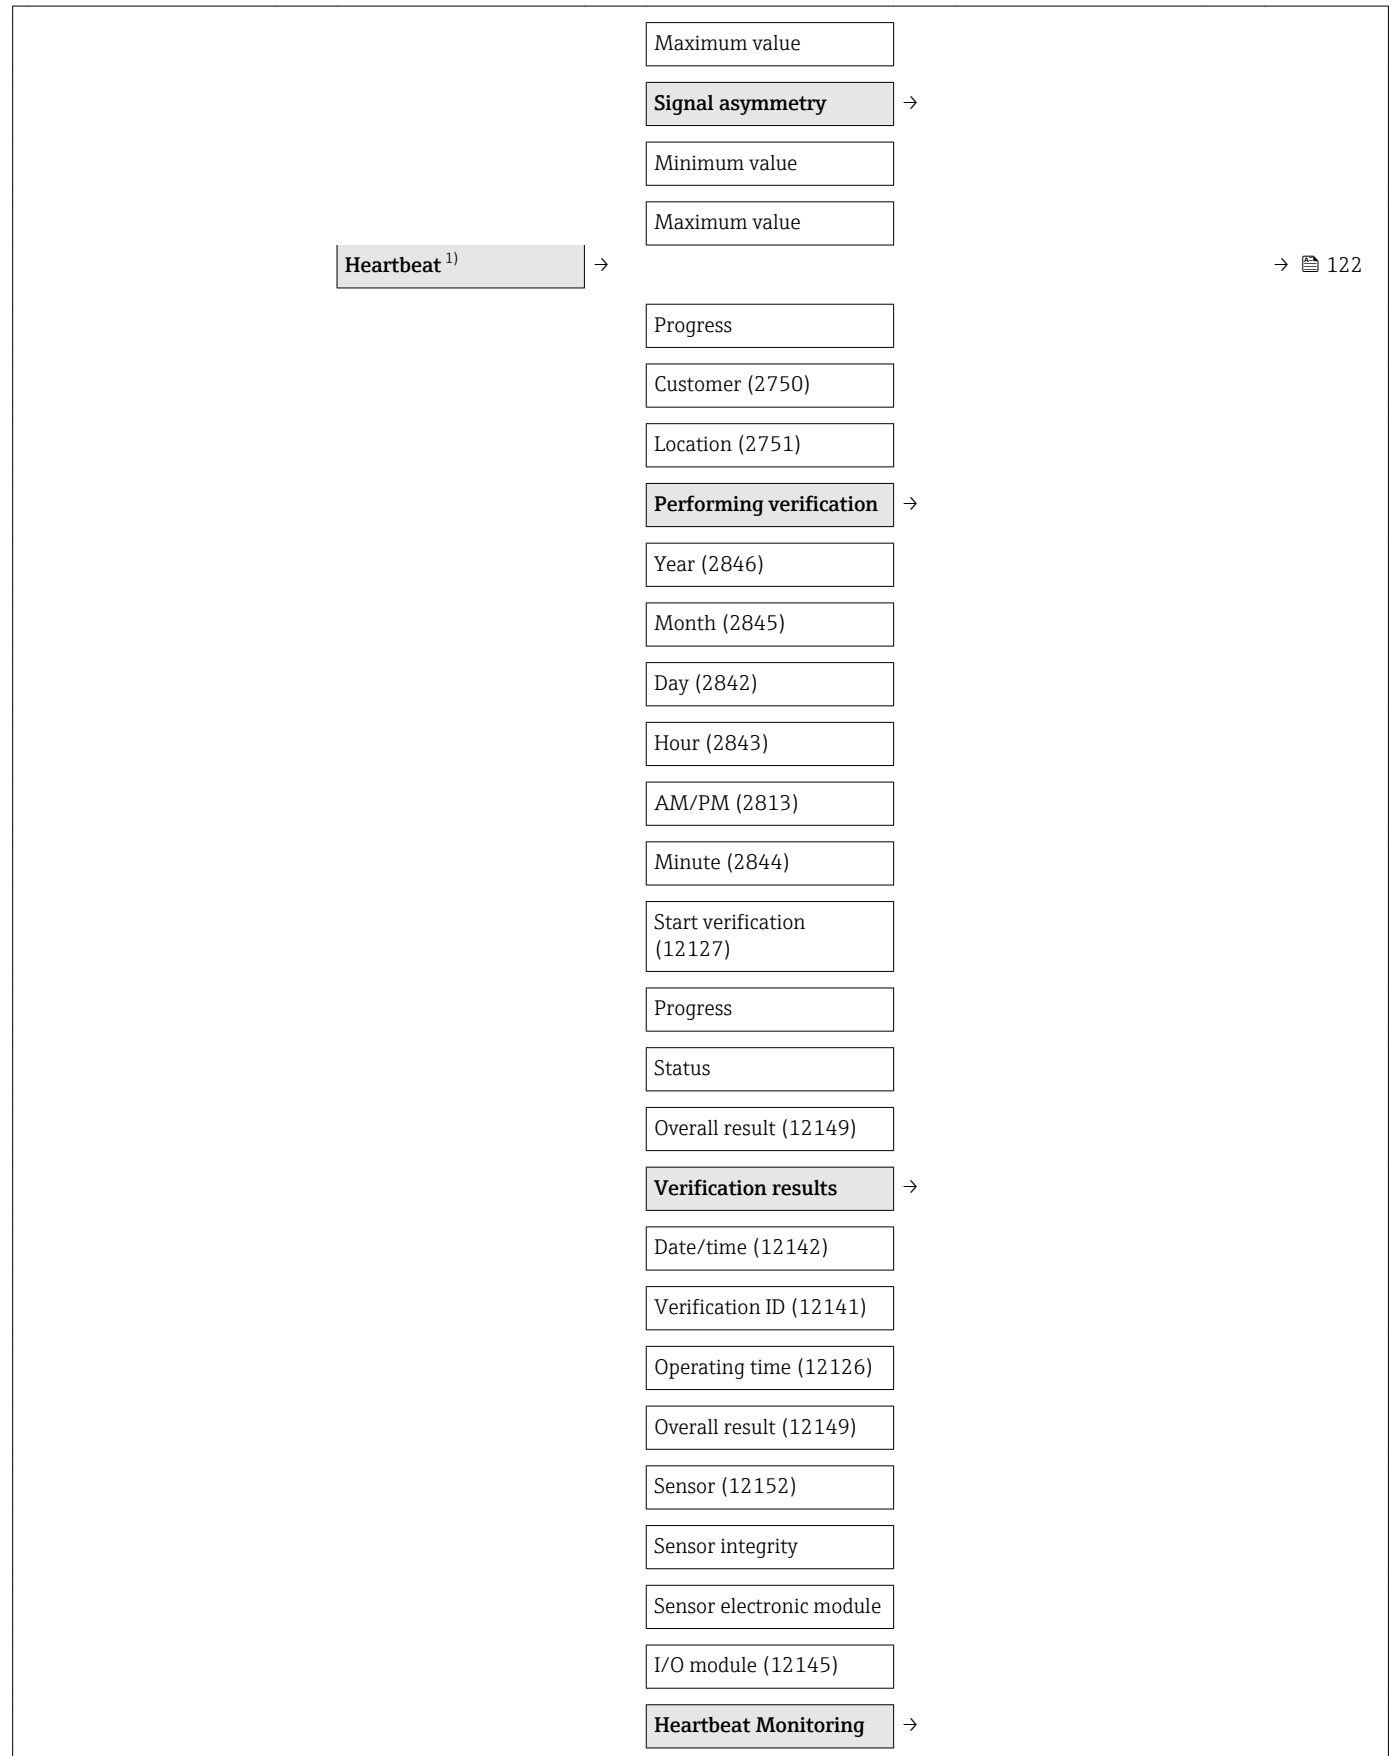 Maximum value
Signal asymmetry →
Minimum value
Maximum value
Heartbeat 1) → → 122
Progress
Customer (2750)
Location (2751)
Performing verification →
Year (2846)
Month (2845)
Day (2842)
Hour (2843)
AM/PM (2813)
Minute (2844)
Start verification
(12127)
Progress
Status
Overall result (12149)
Verification results →
Date/time (12142)
Verification ID (12141)
Operating time (12126)
Overall result (12149)
Sensor (12152)
Sensor integrity
Sensor electronic module
I/O module (12145)
Heartbeat Monitoring →